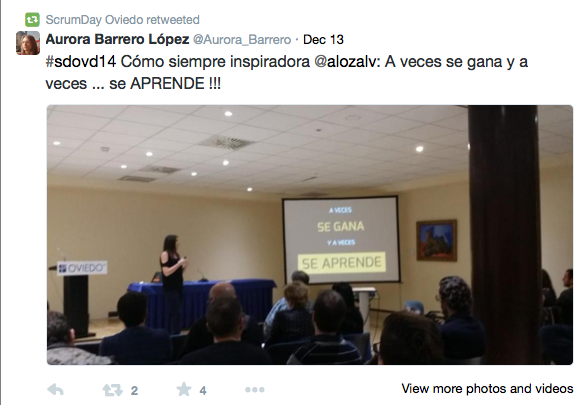 ScrumDay Oviedo retweeted
Aurora Barrero López @Aurora_Barrero · Dec 13
#sdovd14 Cómo siempre inspiradora @alozalv: A veces se gana y a
veces ... se APRENDE !!!
A VECES
SE GANA
Y A VECES
SE APRENDE
OVIEDO
2
4
View more photos and videos